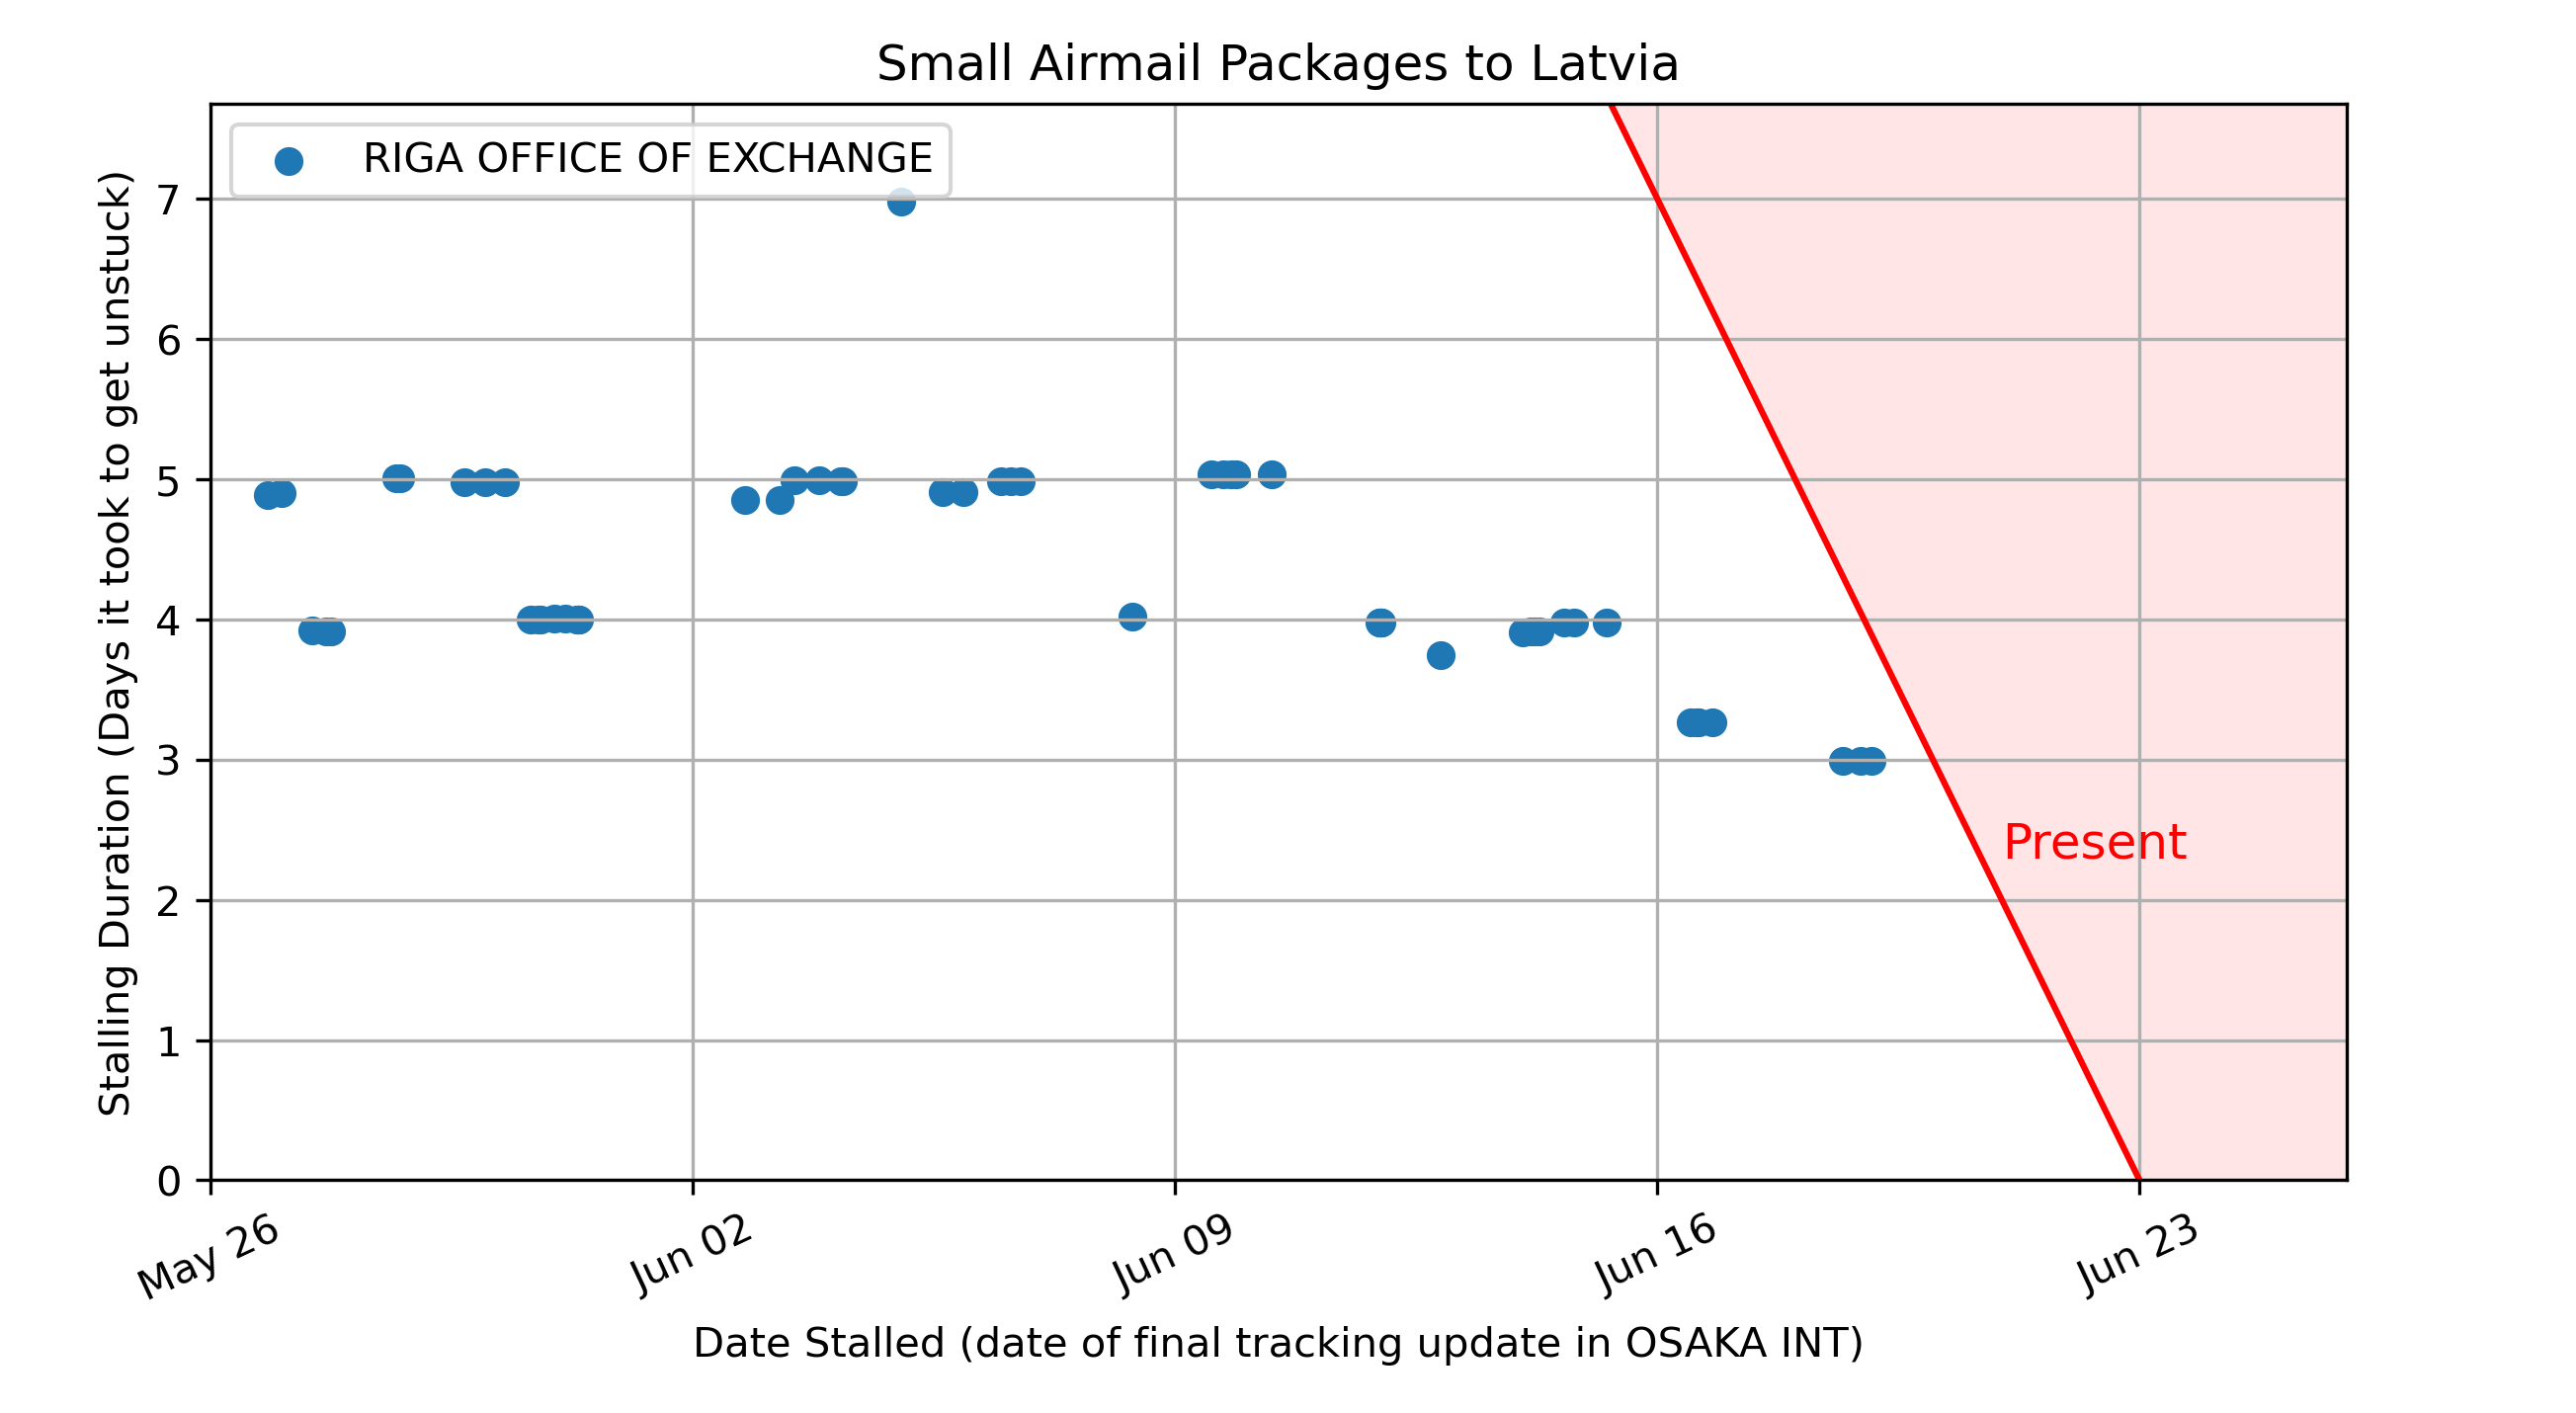 Small Airmail Packages to Latvia
RIGA OFFICE OF EXCHANGE
Stalling Duration (Days it took to get unstuck)
7
6
5
4
3
2
1
0
Present
May 26
Jun 02
Jun 09
Jun 16
Jun 23
Date Stalled (date of final tracking update in OSAKA INT)